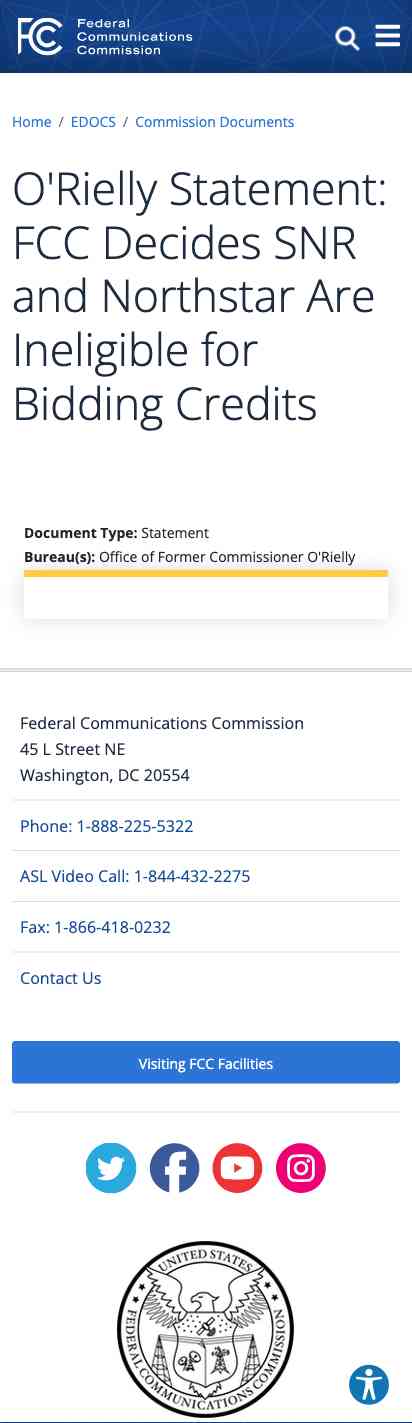 Federal
Communications
Commission
Home / EDOCS / Commission Documents
O'Rielly Statement:
FCC Decides SNR
and Northstar Are
Ineligible for
Bidding Credits
Document Type: Statement
Bureau(s): Office of Former Commissioner O'Rielly
Federal Communications Commission
45 L Street NE
Washington, DC 20554
Phone: 1-888-225-5322
ASL Video Call: 1-844-432-2275
Fax: 1-866-418-0232
Contact Us
Visiting FCC Facilities
UNITED STATES
FEDERAL COMMUNICATIONS COMMISSION